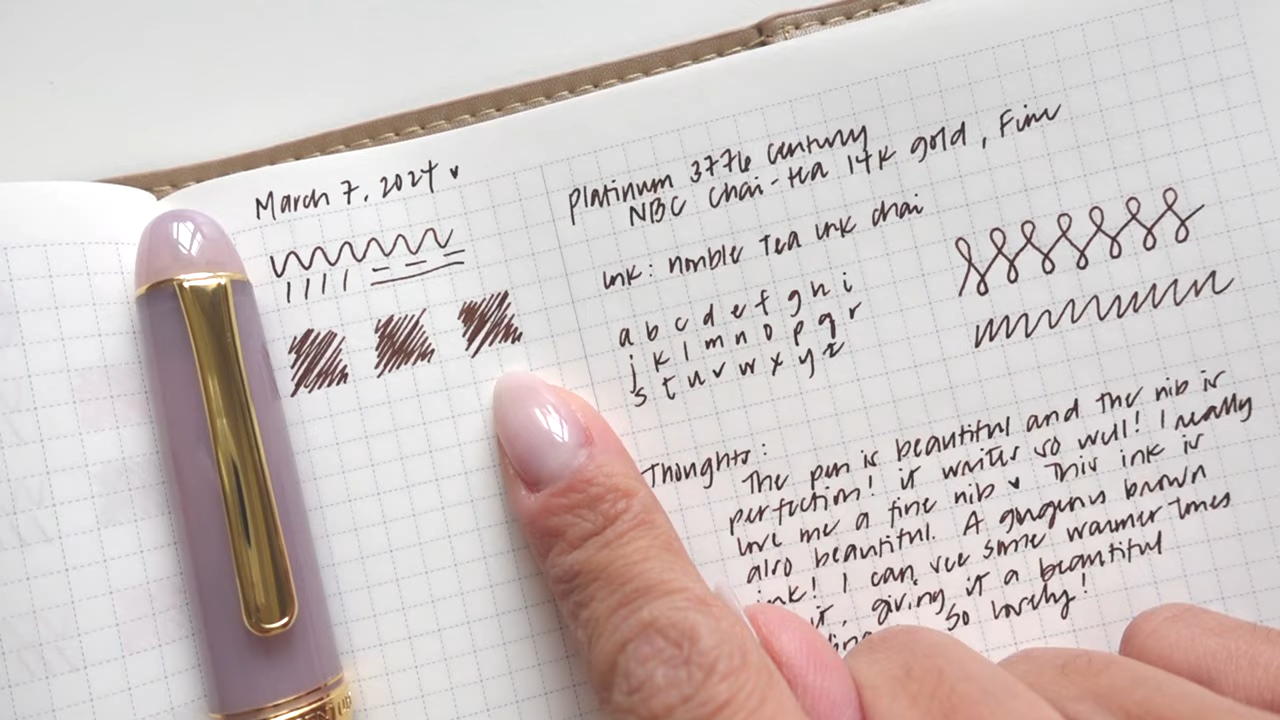 March 7, 2024 ♥
Platinum 3776 Century
NBC Chai-tea 14K gold, Fine
ink: nonble Tea ink chai
a b c d e f g h i
j k l m n o p q r
s t u v w x y z
Thoughts:
The pen is beautiful and the nib is
perfection! it writes so well! I really
love me a fine nib ♥ This ink is
also beautiful. A gorgeous brown
ink! I can see some warmer tones
it, giving it a beautiful
So lovely!